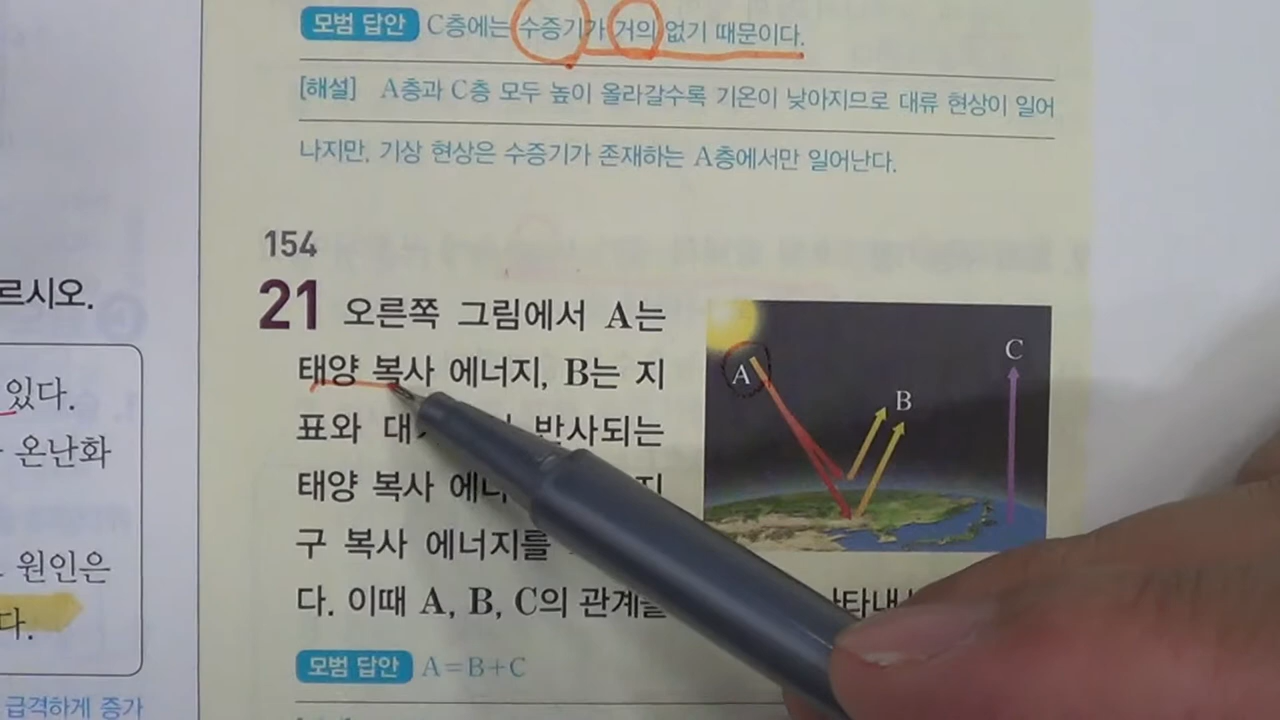 모범 답안 C층에는 수증기가 거의 없기 때문이다.
[해설] A층과 C층 모두 높이 올라갈수록 기온이 낮아지므로 대류 현상이 일어
나지만, 기상 현상은 수증기가 존재하는 A층에서만 일어난다.
154
21 오른쪽 그림에서 A는
태양 복사 에너지, B는 지
표와 반사되는
태양 복사
구 복사 에너지를
다. 이때 A, B, C의 관계를
모범 답안 A=B+C
A
B
C
르시오.
있다.
온난화
원인은
다.
급격하게 증가